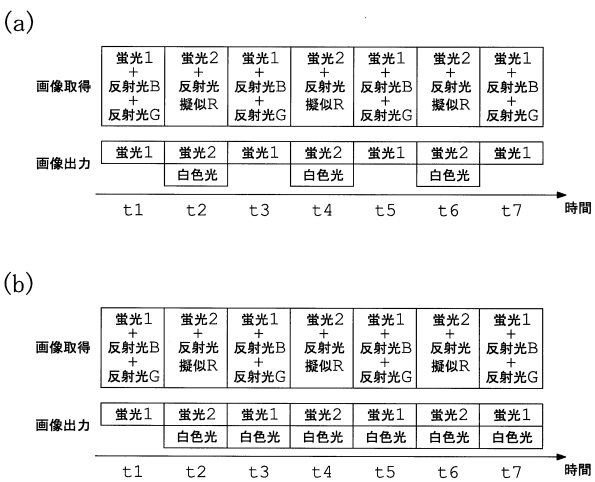 (a)
画像取得
蛍光1 蛍光2 蛍光1 蛍光2 蛍光1 蛍光2 蛍光1
+ + + + + + +
反射光B 反射光 反射光B 反射光 反射光B 反射光 反射光B
+ 擬似R + 擬似R + 擬似R +
反射光G 反射光G 反射光G 反射光G
画像出力
蛍光1 蛍光2 蛍光1 蛍光2 蛍光1 蛍光2 蛍光1
白色光 白色光 白色光
t1 t2 t3 t4 t5 t6 t7 時間
(b)
画像取得
蛍光1 蛍光2 蛍光1 蛍光2 蛍光1 蛍光2 蛍光1
+ + + + + + +
反射光B 反射光 反射光B 反射光 反射光B 反射光 反射光B
+ 擬似R + 擬似R + 擬似R +
反射光G 反射光G 反射光G 反射光G
画像出力
蛍光1 蛍光2 蛍光1 蛍光2 蛍光1 蛍光2 蛍光1
白色光 白色光 白色光 白色光 白色光 白色光
t1 t2 t3 t4 t5 t6 t7 時間